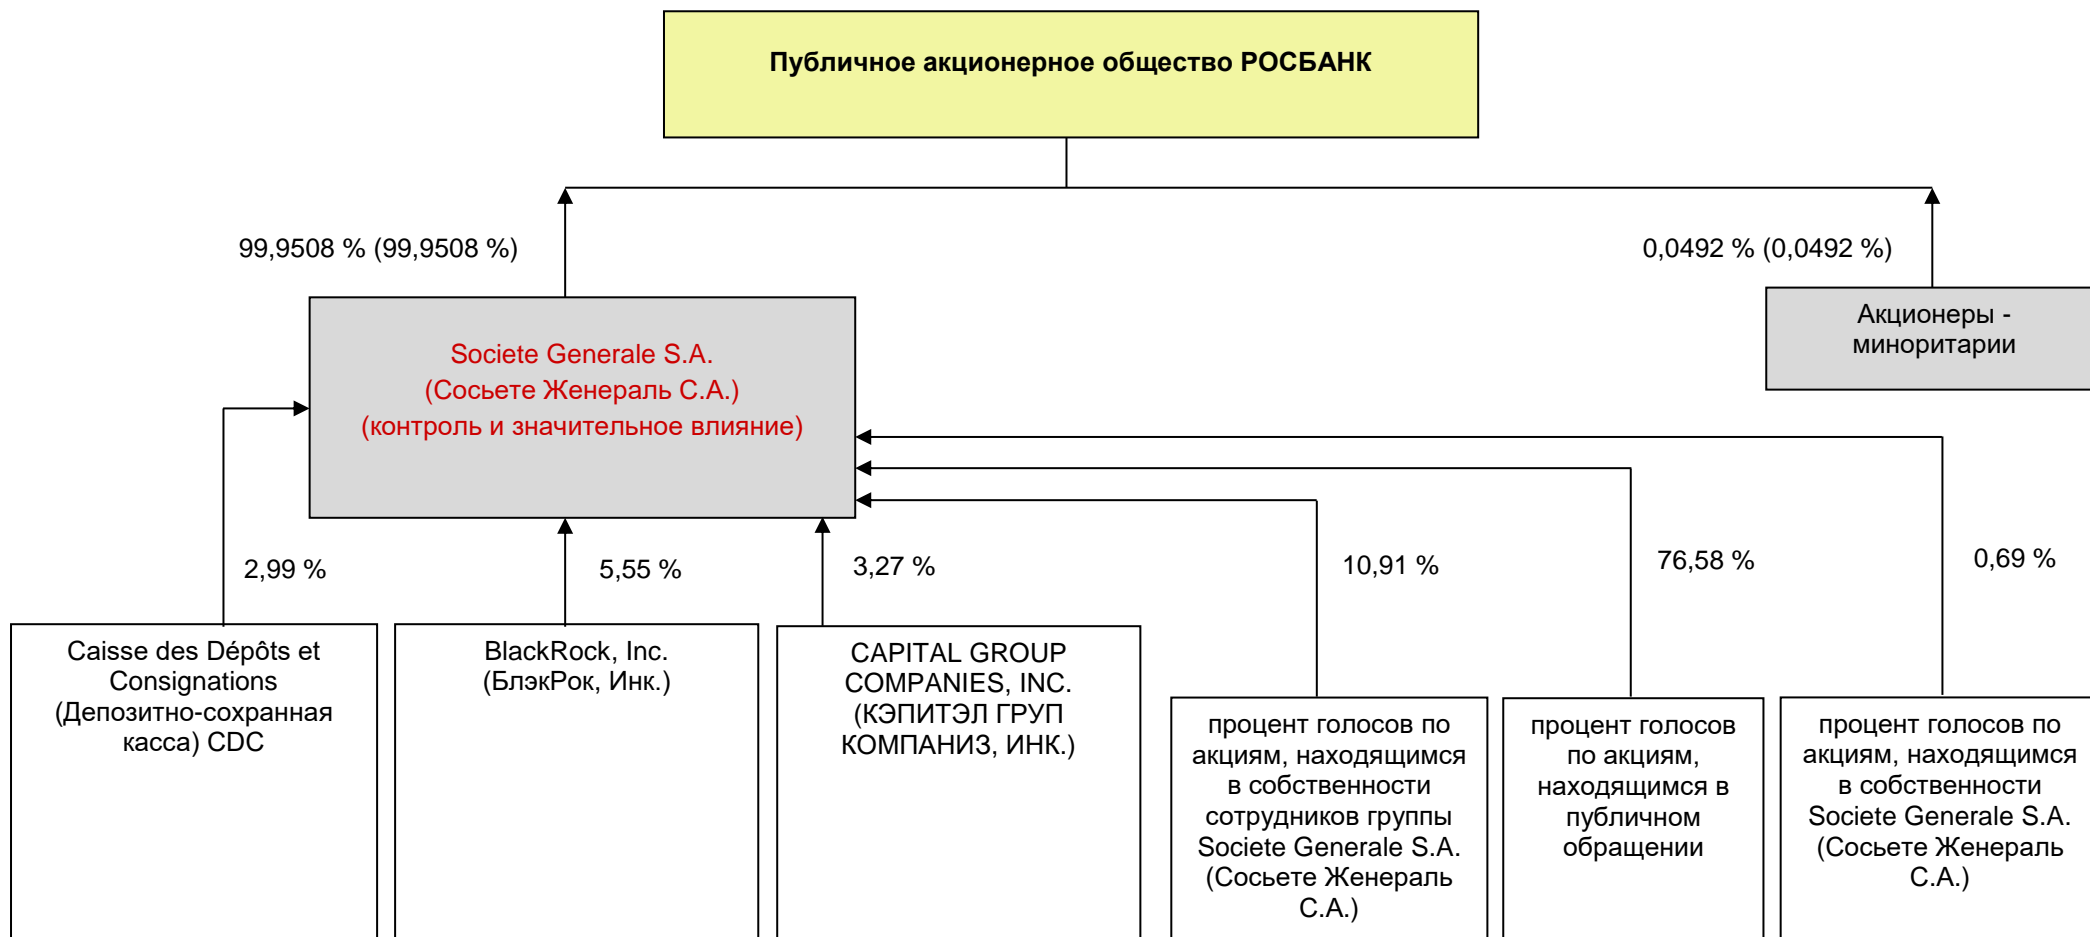 Публичное акционерное общество РОСБАНК
99,9508 % (99,9508 %)
0,0492 % (0,0492 %)
Societe Generale S.A.
(Сосьете Женераль С.А.)
(контроль и значительное влияние)
Акционеры -
миноритарии
2,99 %
5,55 %
3,27 %
10,91 %
76,58 %
0,69 %
Caisse des Dépôts et
Consignations
(Депозитно-сохранная
касса) CDC
BlackRock, Inc.
(БлэкРок, Инк.)
CAPITAL GROUP
COMPANIES, INC.
(КЭПИТЭЛ ГРУП
КОМПАНИЗ, ИНК.)
процент голосов по
акциям, находящимся
в собственности
сотрудников группы
Societe Generale S.A.
(Сосьете Женераль
С.А.)
процент голосов
по акциям,
находящимся в
публичном
обращении
процент голосов по
акциям, находящимся
в собственности
Societe Generale S.A.
(Сосьете Женераль
С.А.)